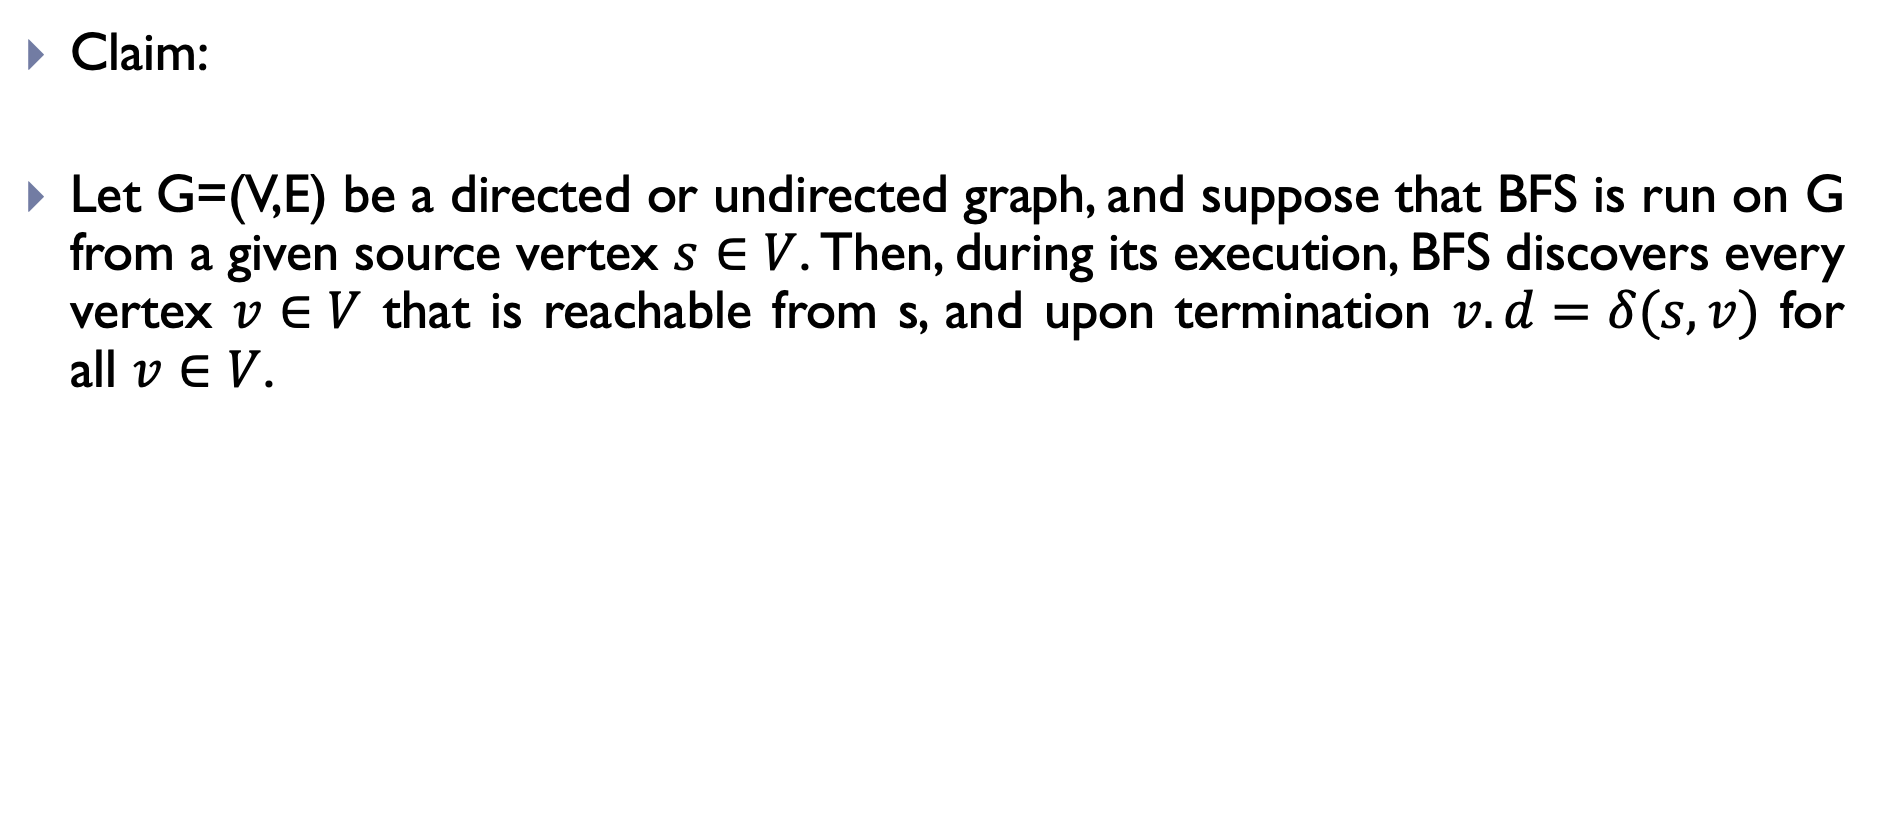 Claim:
Let G=(V,E) be a directed or undirected graph, and suppose that BFS is run on G
from a given source vertex 𝑠 ∈ 𝑉. Then, during its execution, BFS discovers every
vertex 𝑣 ∈ 𝑉 that is reachable from s, and upon termination 𝑣. 𝑑 = 𝛿(𝑠, 𝑣) for
all 𝑣 ∈ 𝑉.